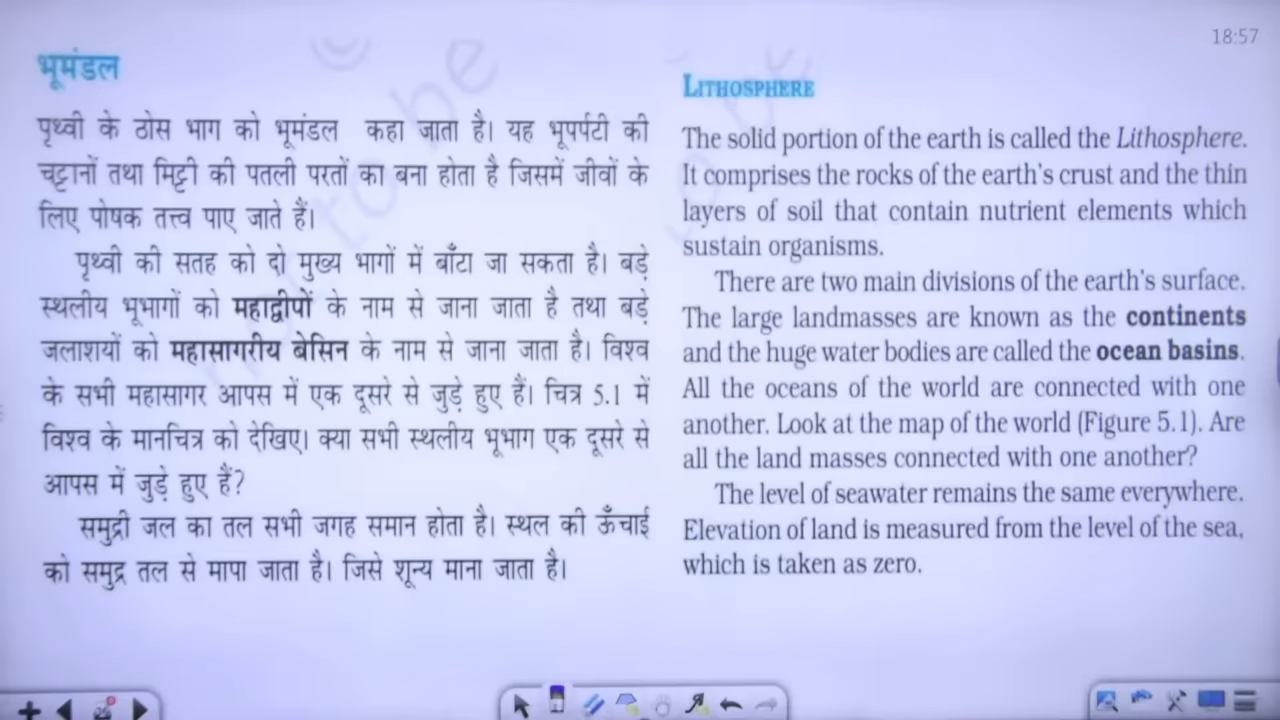 18:57
भूमंडल
पृथ्वी के ठोस भाग को भूमंडल कहा जाता है। यह भूपर्पटी की
चट्टानों तथा मिट्टी की पतली परतों का बना होता है जिसमें जीवों के
लिए पोषक तत्त्व पाए जाते हैं।
पृथ्वी की सतह को दो मुख्य भागों में बाँटा जा सकता है। बड़े
स्थलीय भूभागों को महाद्वीपों के नाम से जाना जाता है तथा बड़े
जलाशयों को महासागरीय बेसिन के नाम से जाना जाता है। विश्व
के सभी महासागर आपस में एक दूसरे से जुड़े हुए हैं। चित्र 5.1 में
विश्व के मानचित्र को देखिए। क्या सभी स्थलीय भूभाग एक दूसरे से
आपस में जुड़े हुए हैं?
समुद्री जल का तल सभी जगह समान होता है। स्थल की ऊँचाई
को समुद्र तल से मापा जाता है। जिसे शून्य माना जाता है।
LITHOSPHERE
The solid portion of the earth is called the Lithosphere.
It comprises the rocks of the earth's crust and the thin
layers of soil that contain nutrient elements which
sustain organisms.
There are two main divisions of the earth's surface.
The large landmasses are known as the continents
and the huge water bodies are called the ocean basins.
All the oceans of the world are connected with one
another. Look at the map of the world (Figure 5.1). Are
all the land masses connected with one another?
The level of seawater remains the same everywhere.
Elevation of land is measured from the level of the sea,
which is taken as zero.
to be